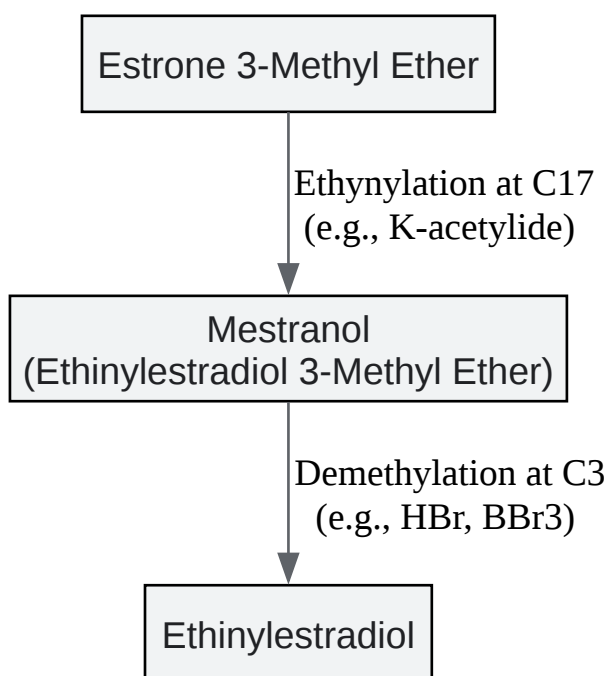 Estrone 3-Methyl Ether
Ethynylation at C17
(e.g., K-acetylide)
Mestranol
(Ethinylestradiol 3-Methyl Ether)
Demethylation at C3
(e.g., HBr, BBr3)
Ethinylestradiol